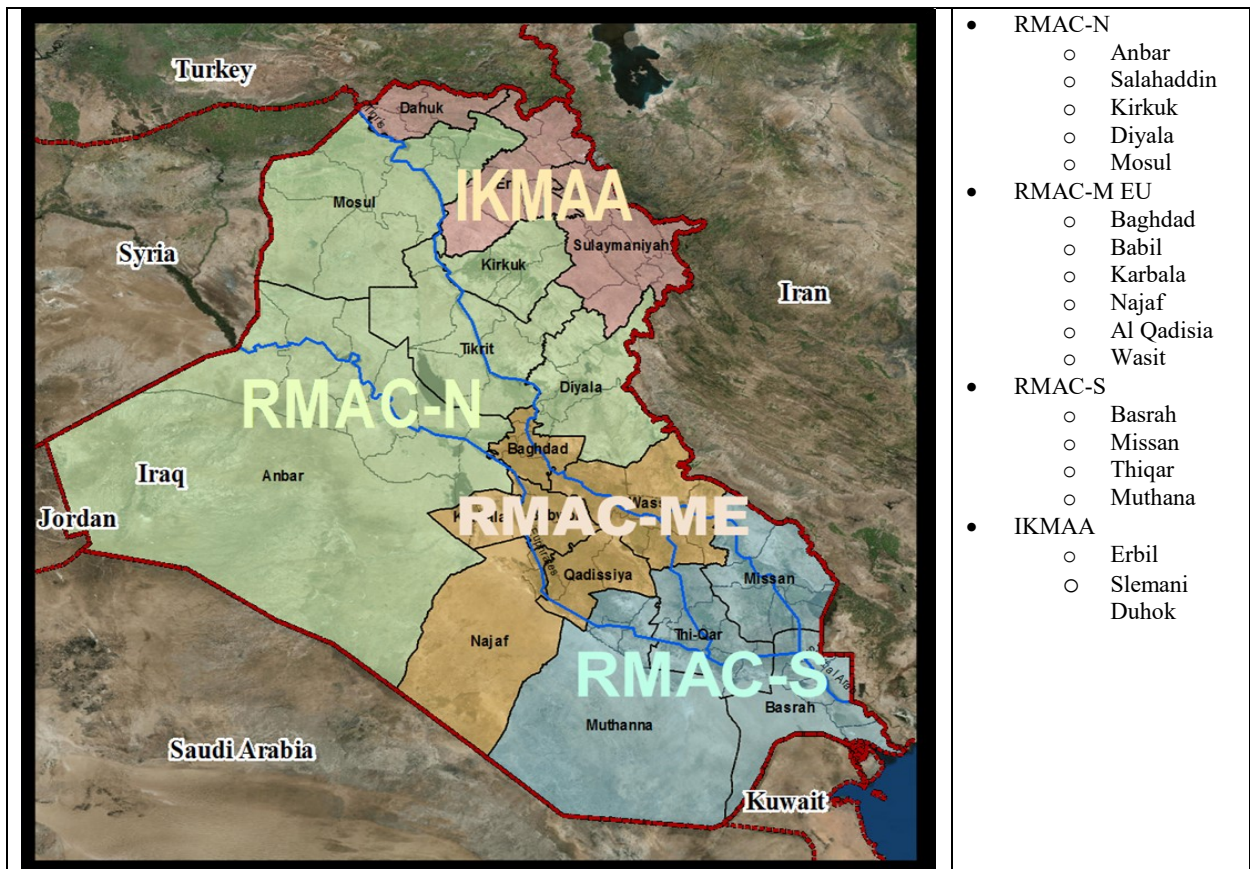 Turkey
Dahuk
IKMAA
Mosul
Sulaymaniyah
Syria
Kirkuk
Iran
Tikrit
RMAC-N
Diyala
Baghdad
Iraq
Anbar
RMAC-ME
Jordan
Qadissiya
Missan
Najaf
Thi-Qar
RMAC-S
Basrah
Muthanna
Saudi Arabia
Kuwait
• RMAC-N
o Anbar
o Salahaddin
o Kirkuk
o Diyala
o Mosul
• RMAC-M EU
o Baghdad
o Babil
o Karbala
o Najaf
o Al Qadisia
o Wasit
• RMAC-S
o Basrah
o Missan
o Thiqar
o Muthana
• IKMAA
o Erbil
o Slemani
Duhok